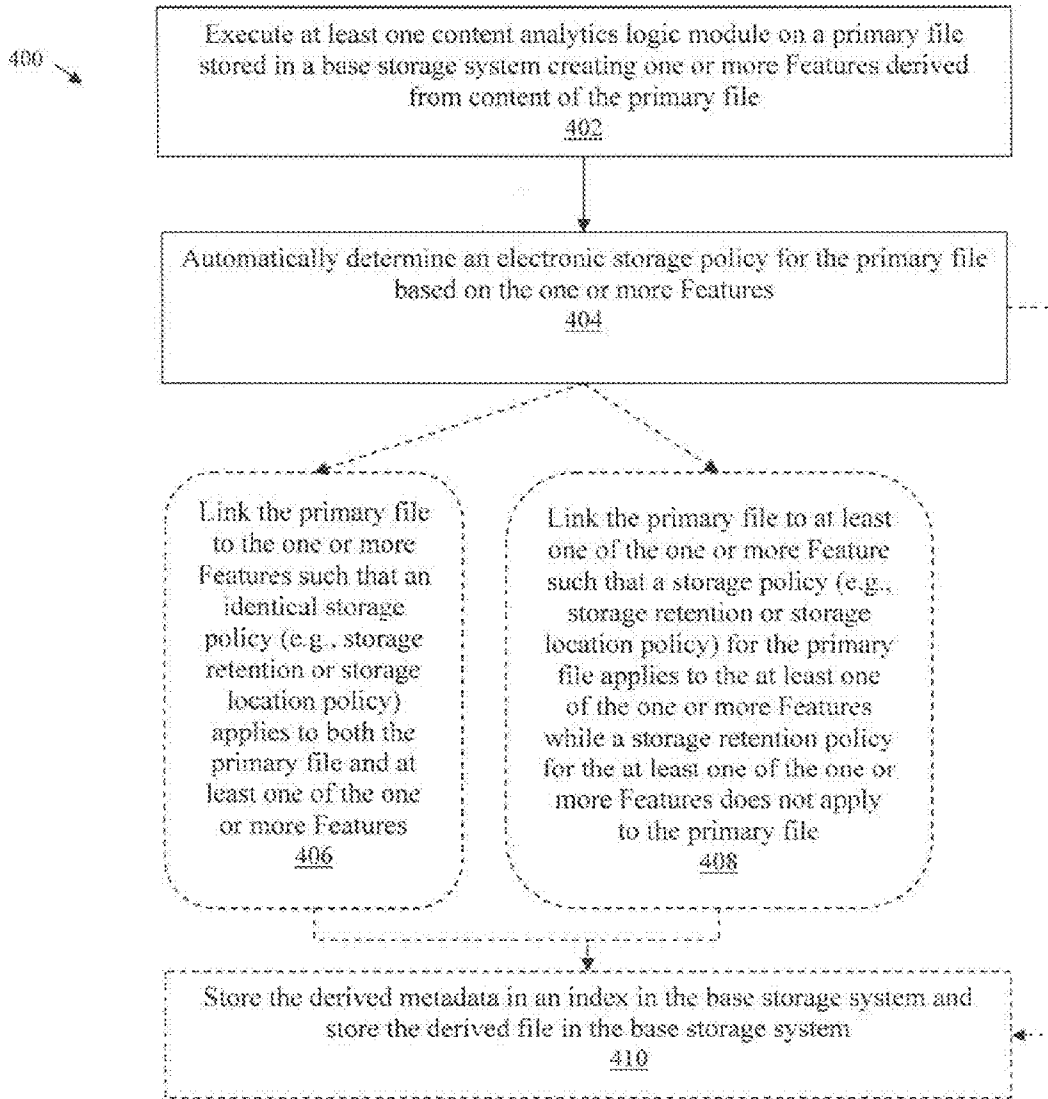 400
Execute at least one content analytics logic module on a primary file
stored in a base storage system creating one or more Features derived
from content of the primary file
402
Automatically determine an electronic storage policy for the primary file
based on the one or more Features
404
Link the primary file
to the one or more
Features such that an
identical storage
policy (e.g., storage
retention or storage
location policy)
applies to both the
primary file and at
least one of the one
or more Features
406
Link the primary file to at least
one of the one or more Feature
such that a storage policy (e.g.,
storage retention or storage
location policy) for the primary
file applies to the at least one
of the one or more Features
while a storage retention policy
for the at least one of the one or
more Features does not apply
to the primary file
408
Store the derived metadata in an index in the base storage system and
store the derived file in the base storage system
410